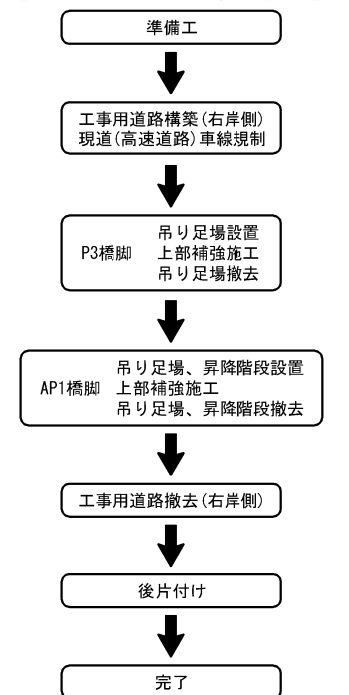 準備工
工事用道路構築(右岸側)
現道(高速道路)車線規制
吊り足場設置
P3橋脚 上部補強施工
吊り足場撤去
吊り足場、昇降階段設置
AP1橋脚 上部補強施工
吊り足場、昇降階段撤去
工事用道路撤去(右岸側)
後片付け
完了